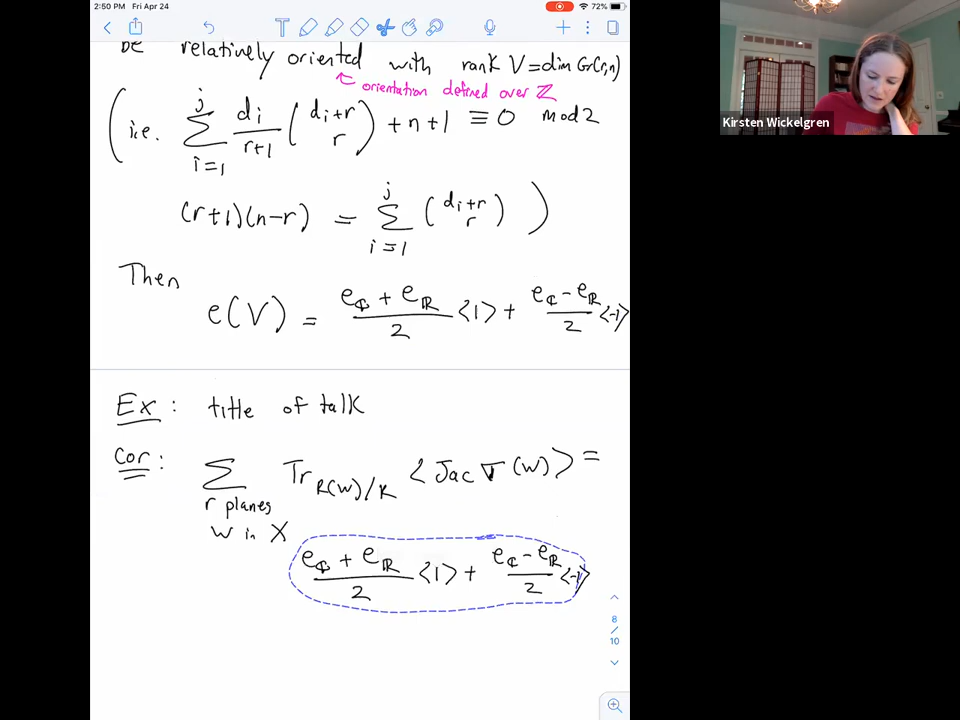 2:50 PM Fri Apr 24
72%
be relatively oriented with rank V = dim Gr(r,n)
orientation defined over ℤ
(i.e. Σ_{i=1}^{j} d_i/(r+1) (d_i+r choose r) + n + 1 ≡ 0 mod 2
(r+1)(n-r) = Σ_{i=1}^{j} (d_i+r choose r) )
Then
e(V) = (e_ℂ + e_ℝ)/2 <1> + (e_ℂ - e_ℝ)/2 <-1>
Ex: title of talk
Cor: Σ_{r planes W in X} Tr_{k(W)/k} <Jac σ(W)> =
(e_ℂ + e_ℝ)/2 <1> + (e_ℂ - e_ℝ)/2 <-1>
8
/
10
Kirsten Wickelgren